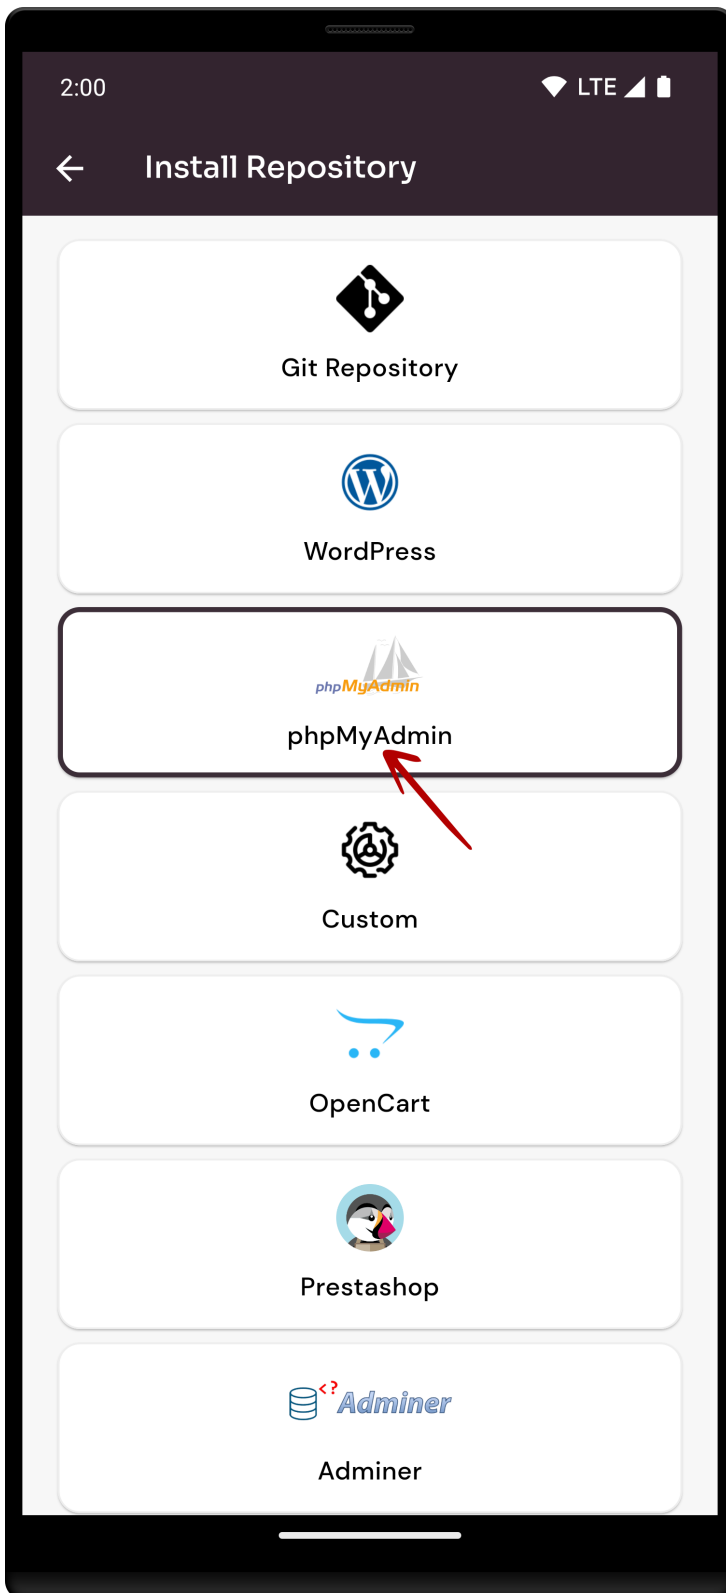 2:00
LTE
Install Repository
Git Repository
WordPress
phpMyAdmin
phpMyAdmin
Custom
OpenCart
Prestashop
<? Adminer
Adminer